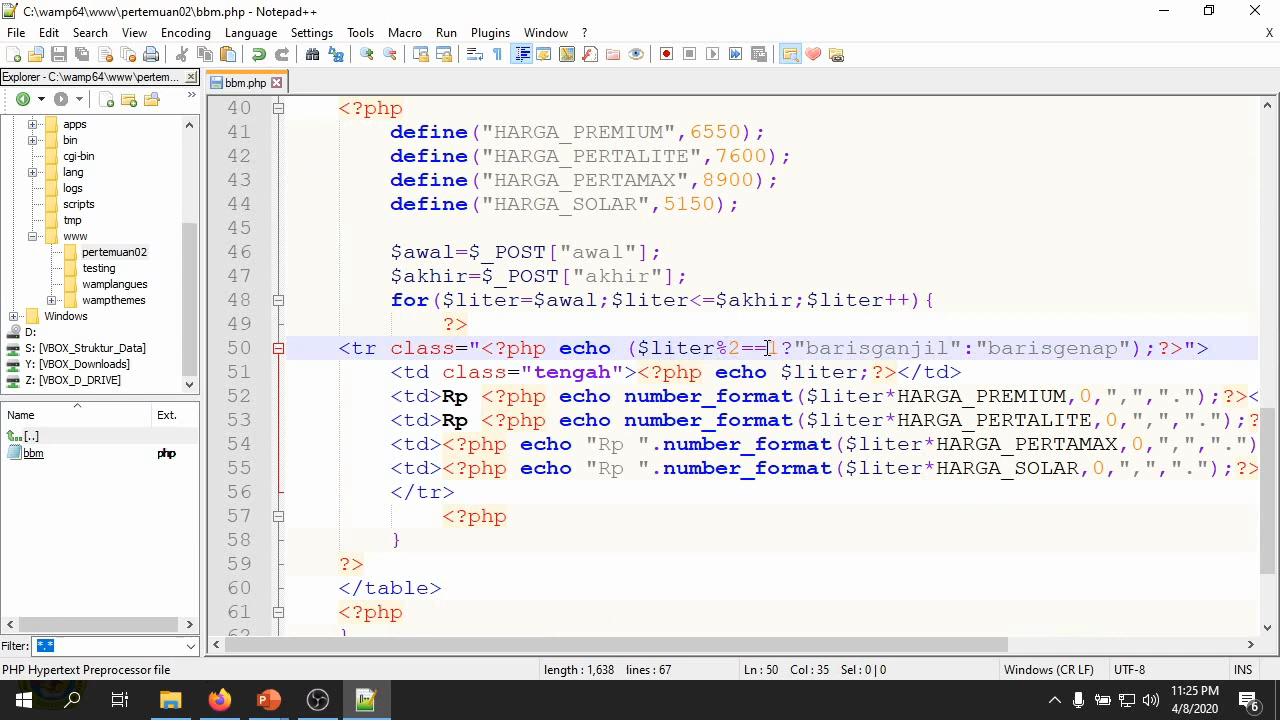 C:\wamp64\www\pertemuan02\bbm.php - Notepad++
File Edit Search View Encoding Language Settings Tools Macro Run Plugins Window ? X
Explorer - C:\wamp64\www\pertem...
bbm.php
apps
bin
cgi-bin
lang
logs
scripts
tmp
www
pertemuan02
testing
wamplangues
wampthemes
Windows
D:
S: (VBOX_Struktur_Data)
Y: (VBOX_Downloads)
Z: (VBOX_D_DRIVE)
Name Ext.
[..]
bbm php
Filter: *.*
40 <?php
41 define("HARGA_PREMIUM",6550);
42 define("HARGA_PERTALITE",7600);
43 define("HARGA_PERTAMAX",8900);
44 define("HARGA_SOLAR",5150);
45
46 $awal=$_POST["awal"];
47 $akhir=$_POST["akhir"];
48 for($liter=$awal;$liter<=$akhir;$liter++){
49 ?>
50 <tr class="<?php echo ($liter%2==1?"barisganjil":"barisgenap");?>">
51 <td class="tengah"><?php echo $liter;?></td>
52 <td>Rp <?php echo number_format($liter*HARGA_PREMIUM,0,",",".");?><
53 <td>Rp <?php echo number_format($liter*HARGA_PERTALITE,0,",",".");?
54 <td><?php echo "Rp ".number_format($liter*HARGA_PERTAMAX,0,",",".")
55 <td><?php echo "Rp ".number_format($liter*HARGA_SOLAR,0,",",".");?>
56 </tr>
57 <?php
58 }
59 ?>
60 </table>
61 <?php
62 }
PHP Hypertext Preprocessor file length : 1,638 lines : 67 Ln : 50 Col : 35 Sel : 0 | 0 Windows (CR LF) UTF-8 INS
11:25 PM
4/8/2020
6